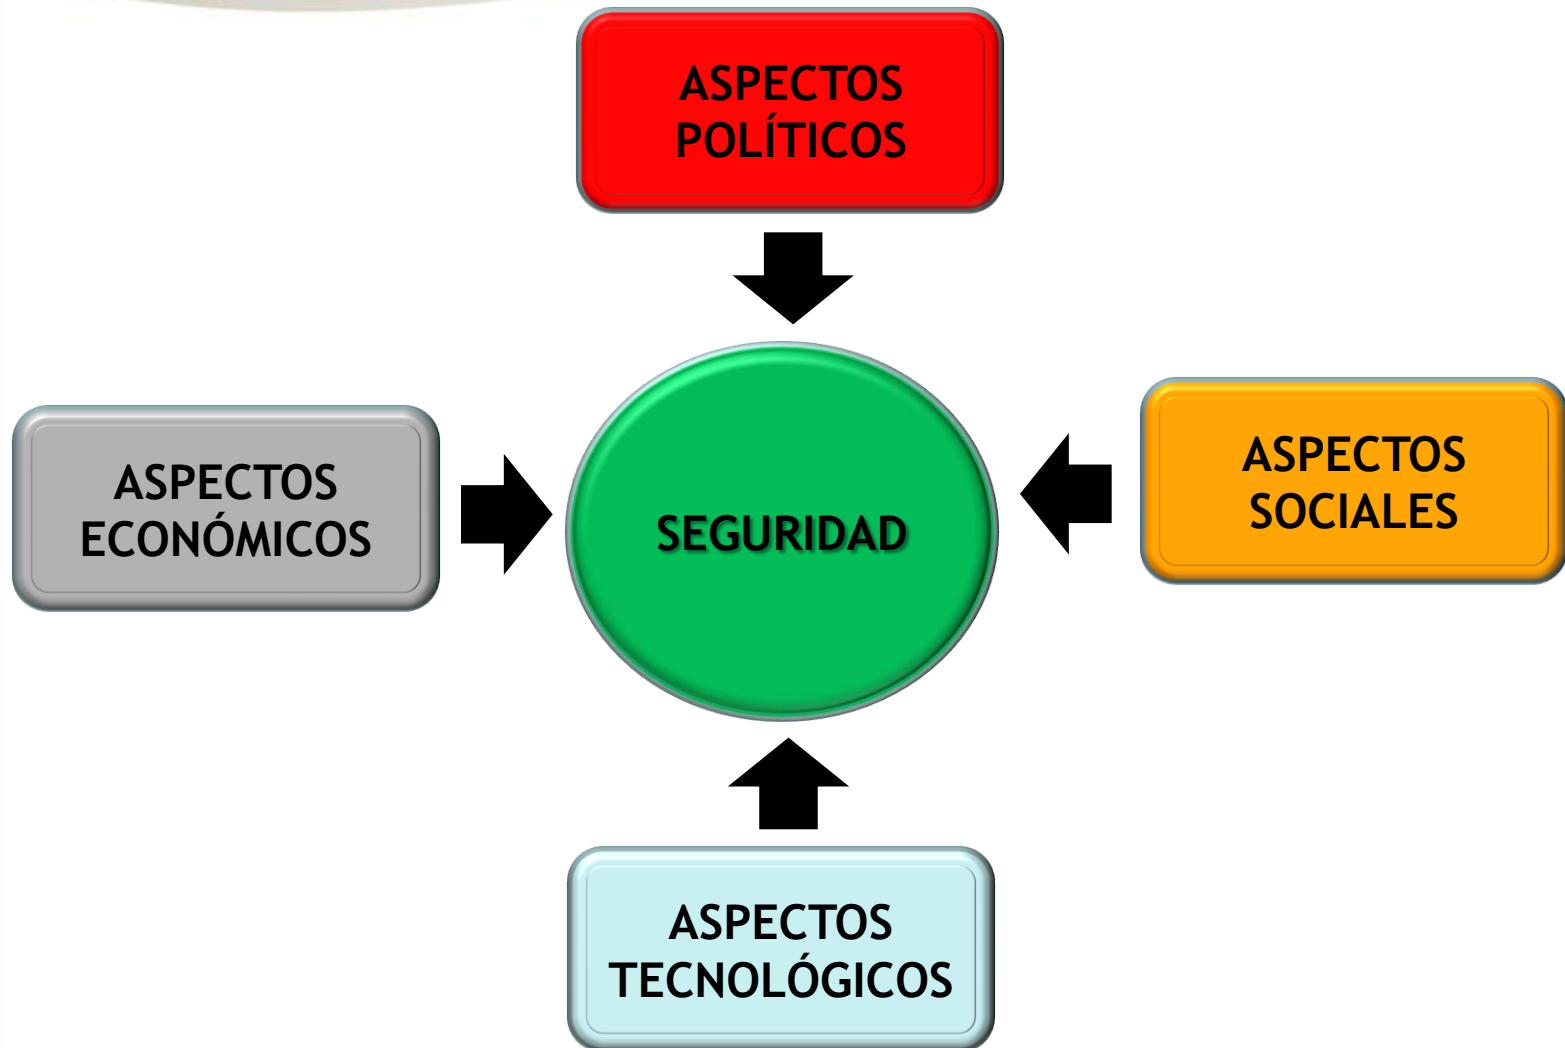 ASPECTOS
POLÍTICOS
ASPECTOS
ECONÓMICOS
SEGURIDAD
ASPECTOS
SOCIALES
ASPECTOS
TECNOLÓGICOS